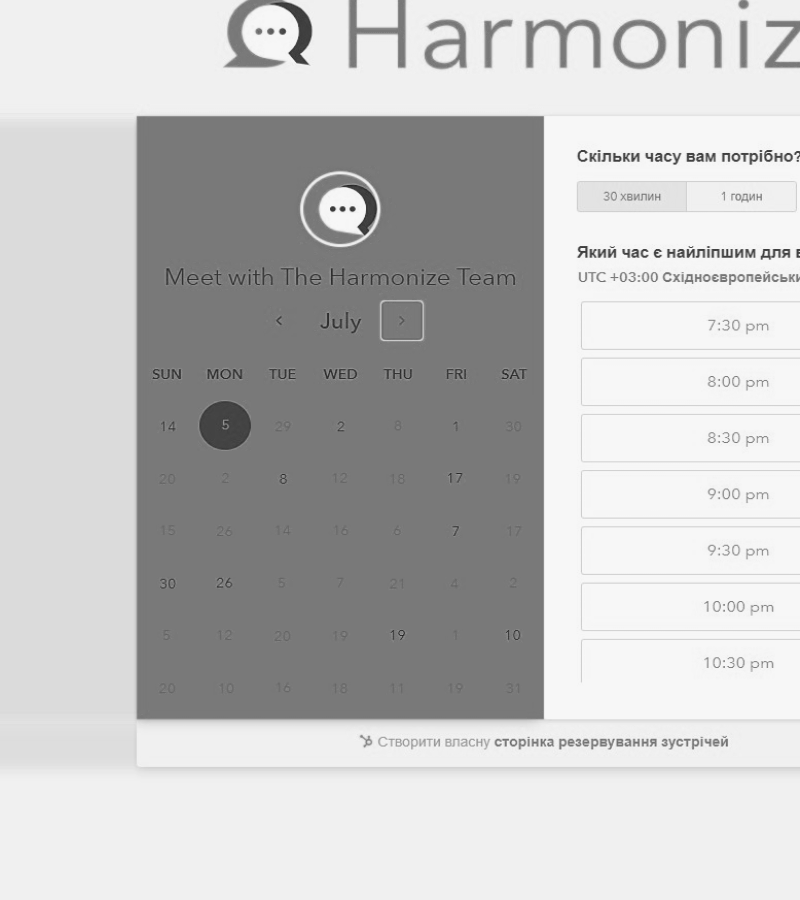 Harmoniz
Meet with The Harmonize Team
July
SUN MON TUE WED THU FRI SAT
14 5 29 2 8 1 30
20 2 8 12 18 17 19
15 26 14 16 6 7 17
30 26 5 7 21 4 2
5 12 20 19 19 1 10
20 10 16 18 11 19 31
Скільки часу вам потрібно?
30 хвилин 1 годин
Який час є найліпшим для в
UTC +03:00 Східноєвропейськи
7:30 pm
8:00 pm
8:30 pm
9:00 pm
9:30 pm
10:00 pm
10:30 pm
Створити власну сторінка резервування зустрічей